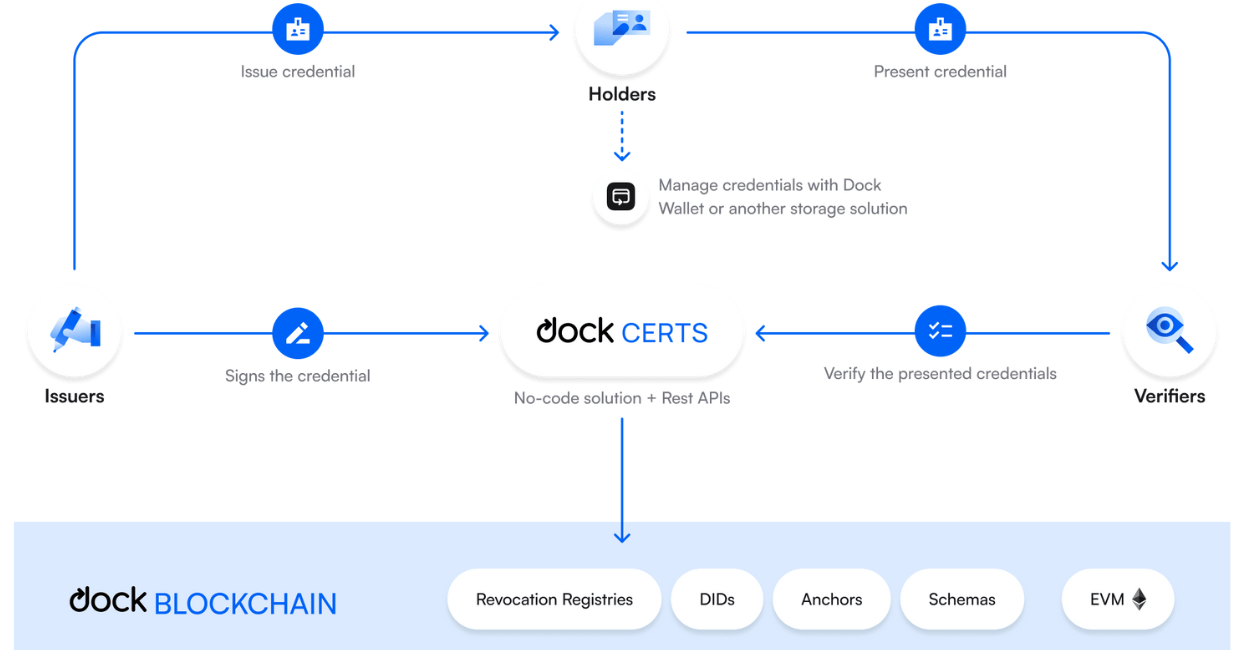 Issue credential
Present credential
Holders
Manage credentials with Dock
Wallet or another storage solution
dock CERTS
Signs the credential
Verify the presented credentials
Issuers
No-code solution + Rest APIs
Verifiers
dock BLOCKCHAIN
Revocation Registries
DIDs
Anchors
Schemas
EVM